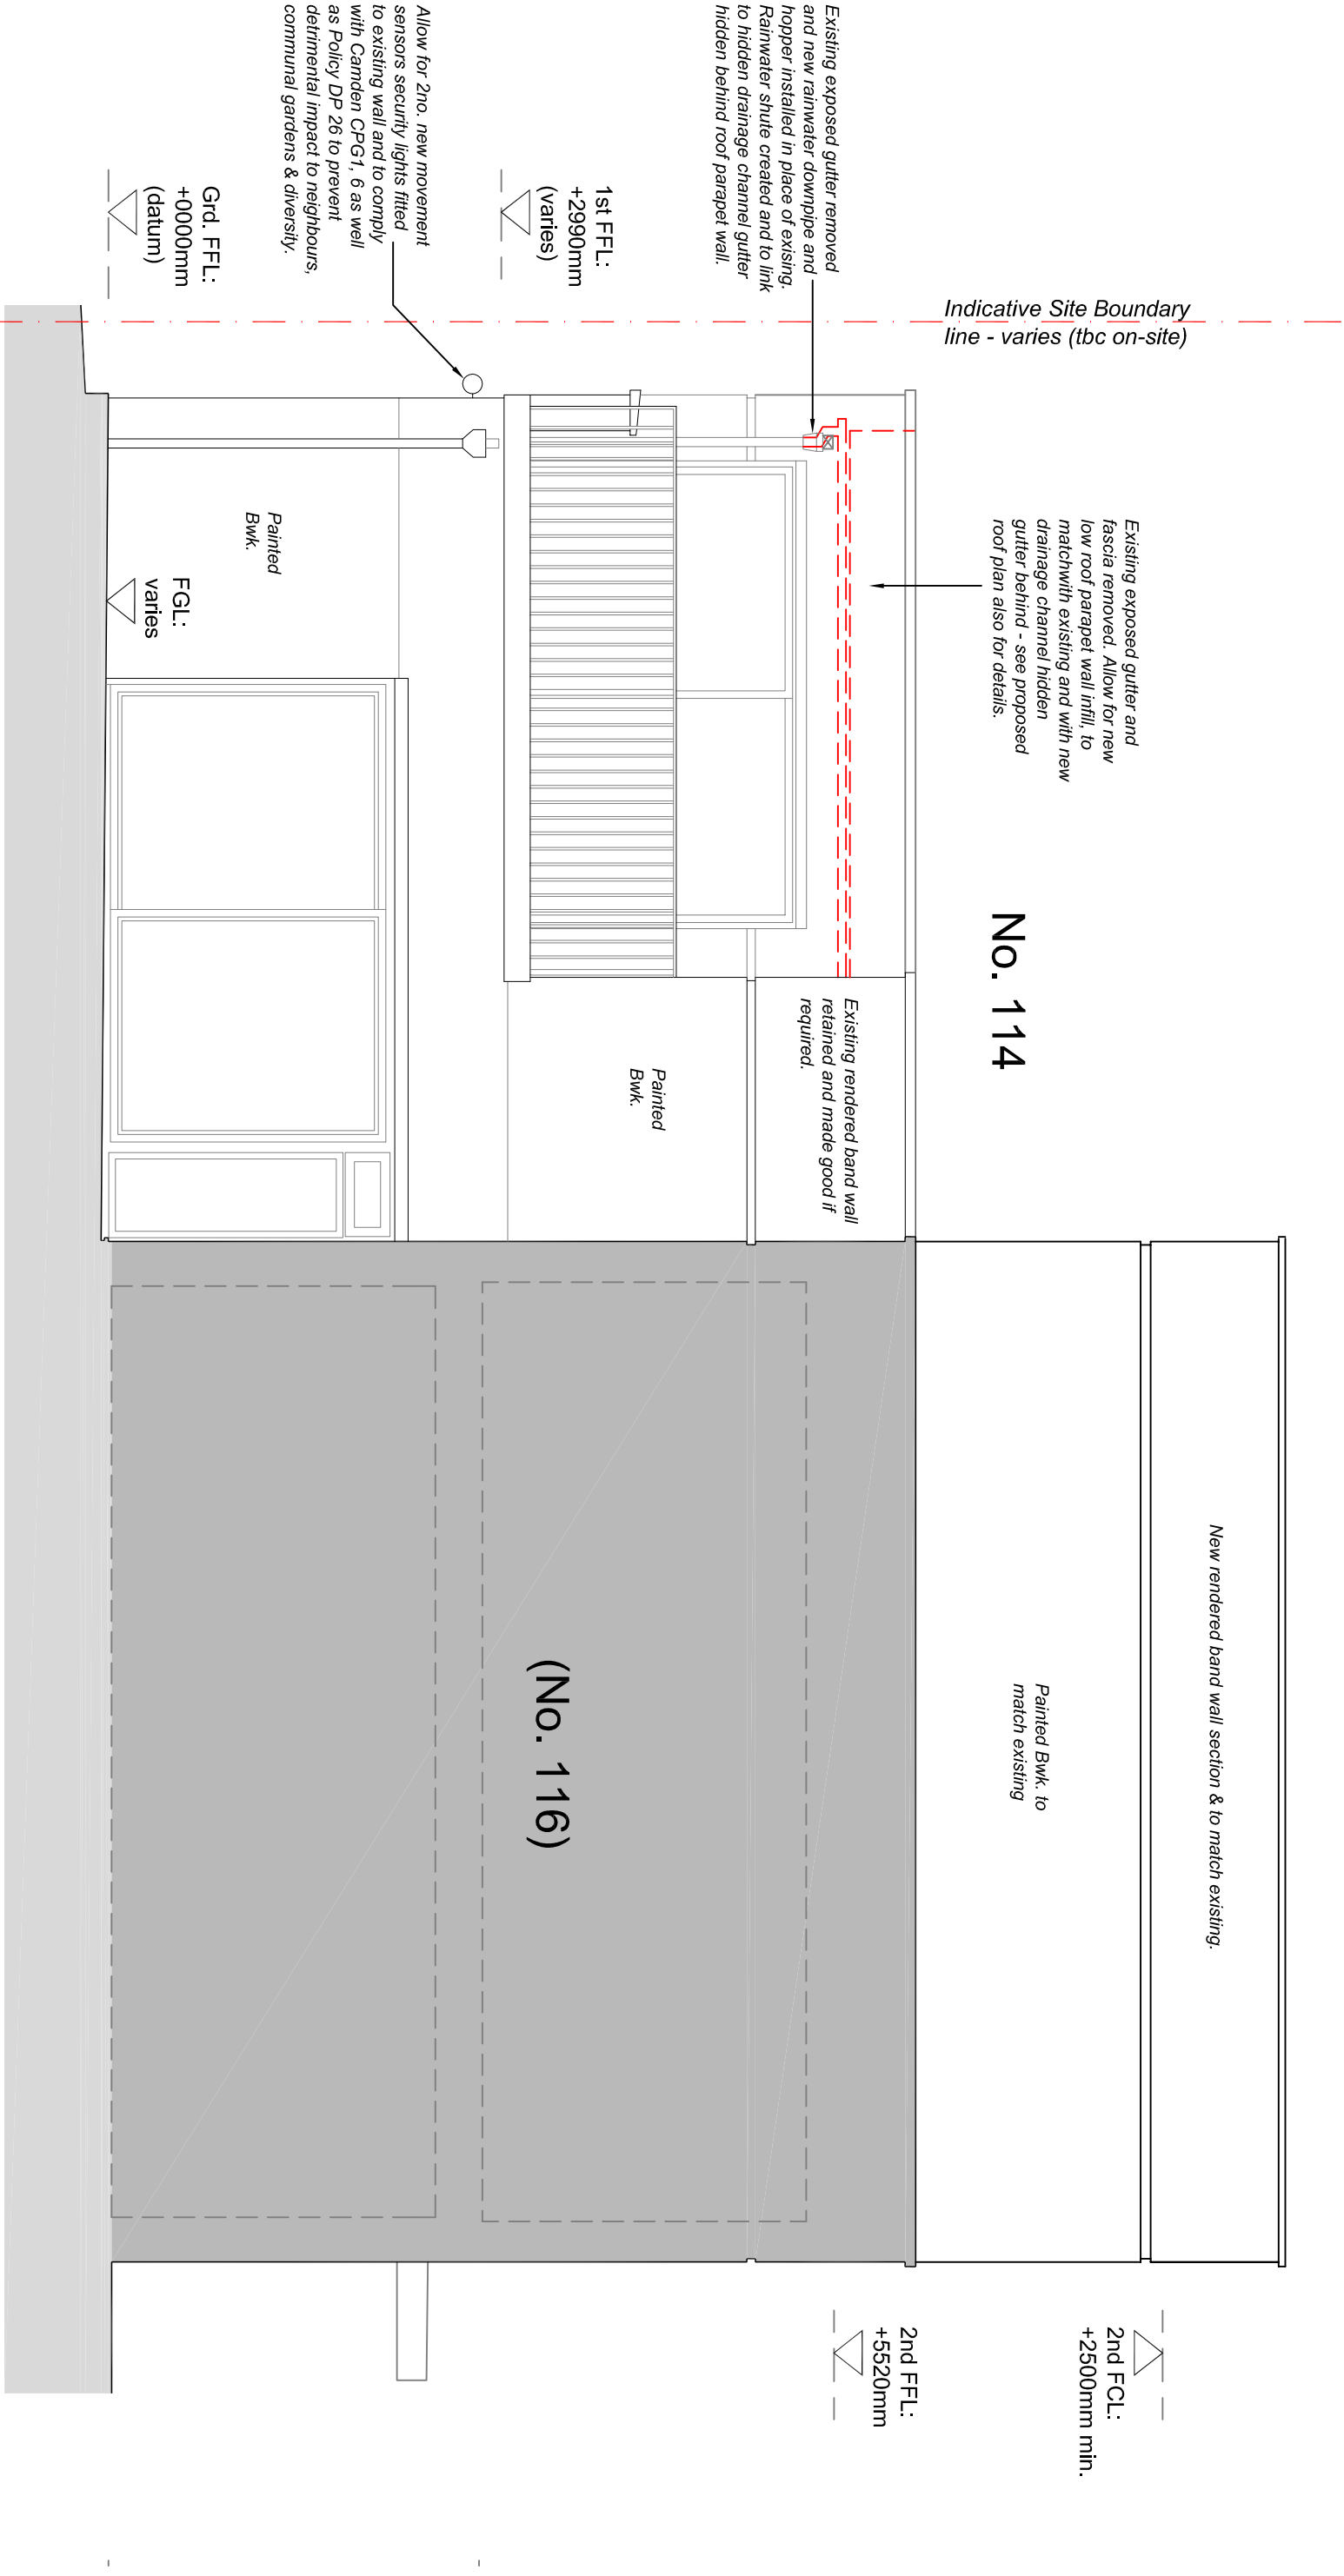 Indicative Site Boundary
line - varies (tbc on-site)
Existing exposed gutter and
fascia removed. Allow for new
low roof parapet wall infill, to
matchwith existing and with new
drainage channel hidden
gutter behind - see proposed
roof plan also for details.
No. 114
New rendered band wall section & to match existing.
Painted Bwk. to
match existing
2nd FCL:
+2500mm min.
2nd FFL:
+5520mm
Existing exposed gutter removed
and new rainwater downpipe and
hopper installed in place of exising.
Rainwater shute created and to link
to hidden drainage channel gutter
hidden behind roof parapet wall.
Existing rendered band wall
retained and made good if
required.
Painted
Bwk.
1st FFL:
+2990mm
(varies)
(No. 116)
Allow for 2no. new movement
sensors security lights fitted
to existing wall and to comply
with Camden CPG1, 6 as well
as Policy DP 26 to prevent
detrimental impact to neighbours,
communal gardens & diversity.
Painted
Bwk.
Grd. FFL:
+0000mm
(datum)
FGL:
varies